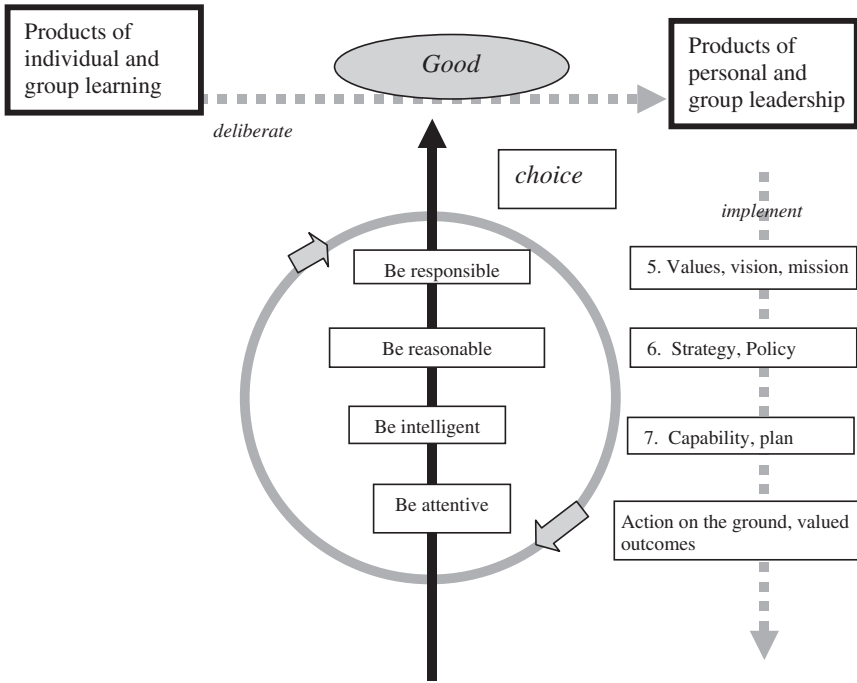 Products of
individual and
group learning
Good
Products of
personal and
group leadership
deliberate
choice
implement
Be responsible
5. Values, vision, mission
Be reasonable
6. Strategy, Policy
Be intelligent
7. Capability, plan
Be attentive
Action on the ground, valued
outcomes